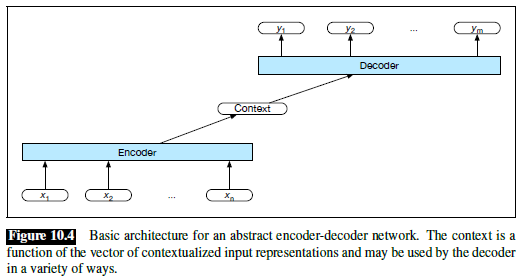 y1 y2 ... ym
Decoder
Context
Encoder
x1 x2 ... xn
Figure 10.4 Basic architecture for an abstract encoder-decoder network. The context is a
function of the vector of contextualized input representations and may be used by the decoder
in a variety of ways.